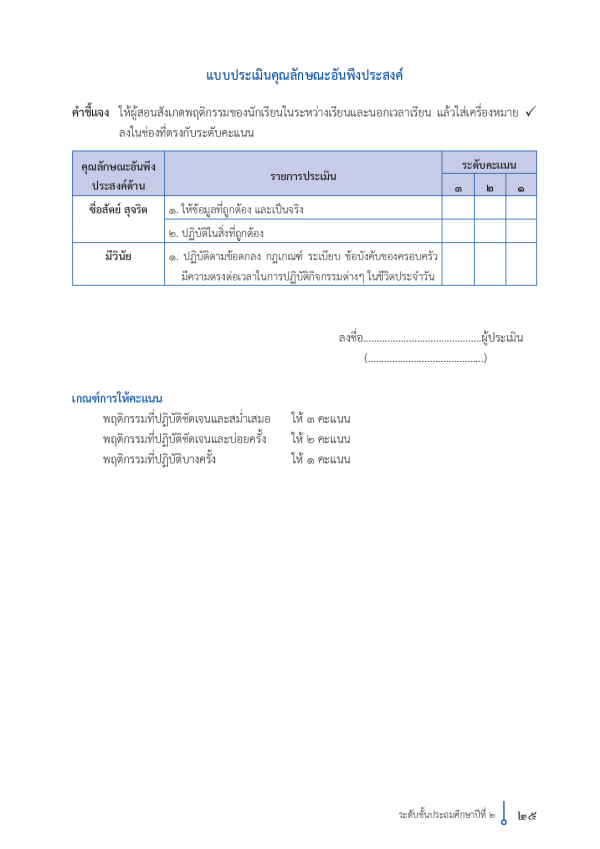 แบบประเมินคุณลักษณะอันพึงประสงค์
คำชี้แจง ให้ผู้สอนสังเกตพฤติกรรมของนักเรียนในระหว่างเรียนและนอกเวลาเรียน แล้วใส่เครื่องหมาย ✓
ลงในช่องที่ตรงกับระดับคะแนน
คุณลักษณะอันพึง
ประสงค์ด้าน
รายการประเมิน
ระดับคะแนน
๓ ๒ ๑
ซื่อสัตย์ สุจริต
๑. ให้ข้อมูลที่ถูกต้อง และเป็นจริง
๒. ปฏิบัติในสิ่งที่ถูกต้อง
มีวินัย
๑. ปฏิบัติตามข้อตกลง กฎเกณฑ์ ระเบียบ ข้อบังคับของครอบครัว
มีความตรงต่อเวลาในการปฏิบัติกิจกรรมต่างๆ ในชีวิตประจำวัน
ลงชื่อ............................................ผู้ประเมิน
(...........................................)
เกณฑ์การให้คะแนน
พฤติกรรมที่ปฏิบัติชัดเจนและสม่ำเสมอ ให้ ๓ คะแนน
พฤติกรรมที่ปฏิบัติชัดเจนและบ่อยครั้ง ให้ ๒ คะแนน
พฤติกรรมที่ปฏิบัติบางครั้ง ให้ ๑ คะแนน
ระดับชั้นประถมศึกษาปีที่ ๒ ๒๕